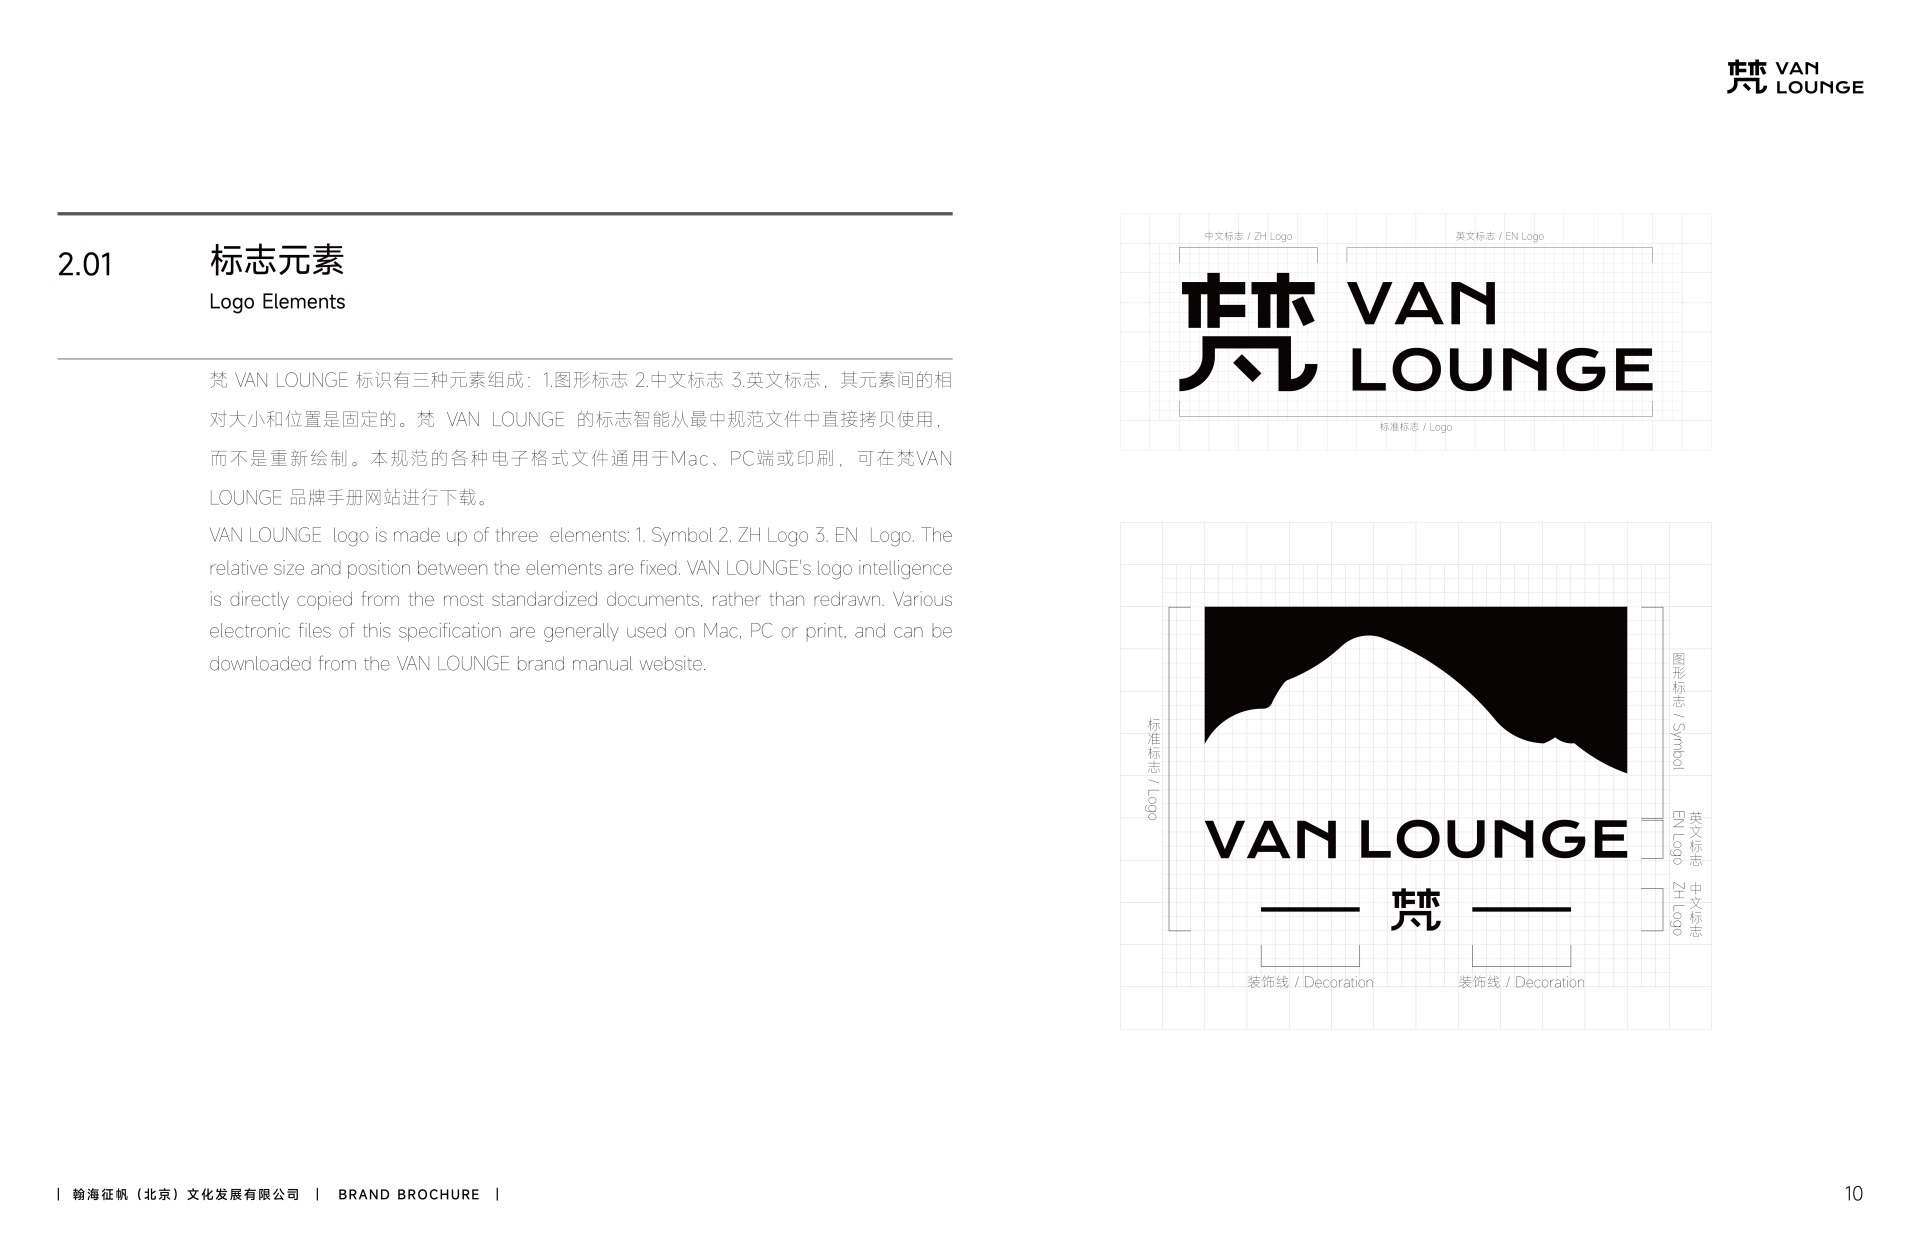 梵 VAN
LOUNGE
2.01
标志元素
Logo Elements
梵 VAN LOUNGE 标识有三种元素组成：1.图形标志 2.中文标志 3.英文标志，其元素间的相
对大小和位置是固定的。梵 VAN LOUNGE 的标志智能从最中规范文件中直接拷贝使用，
而不是重新绘制。本规范的各种电子格式文件通用于Mac、PC端或印刷，可在梵VAN
LOUNGE 品牌手册网站进行下载。
VAN LOUNGE logo is made up of three elements: 1. Symbol 2. ZH Logo 3. EN Logo. The
relative size and position between the elements are fixed. VAN LOUNGE's logo intelligence
is directly copied from the most standardized documents, rather than redrawn. Various
electronic files of this specification are generally used on Mac, PC or print, and can be
downloaded from the VAN LOUNGE brand manual website.
中文标志 / ZH Logo
英文标志 / EN Logo
梵 VAN
LOUNGE
标准标志 / Logo
标准标志 / Logo
图形标志 / Symbol
VAN LOUNGE
英文标志
EN Logo
梵
中文标志
ZH Logo
装饰线 / Decoration
装饰线 / Decoration
| 翰海征帆（北京）文化发展有限公司 | BRAND BROCHURE |
10